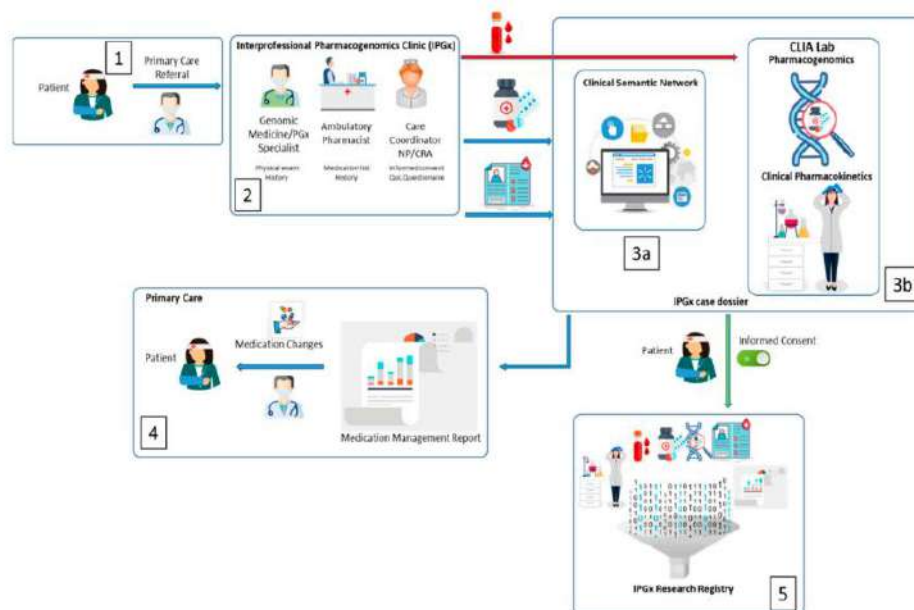 1
Primary Care
Referral
Patient
Interprofessional Pharmacogenomics Clinic (IPGx)
Genomic
Medicine/PGx
Specialist
Physical exam
History
Ambulatory
Pharmacist
Medication list
History
Care
Coordinator
NP/CRA
Informed consent
QoL Questionnaire
2
Clinical Semantic Network
3a
CLIA Lab
Pharmacogenomics
Clinical Pharmacokinetics
3b
IPGx case dossier
Primary Care
Medication Changes
Patient
Medication Management Report
4
Patient
Informed Consent
IPGx Research Registry
5